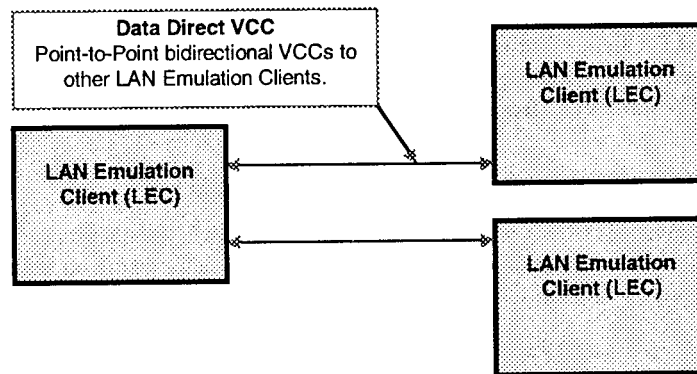 Data Direct VCC
Point-to-Point bidirectional VCCs to
other LAN Emulation Clients.
LAN Emulation
Client (LEC)
LAN Emulation
Client (LEC)
LAN Emulation
Client (LEC)